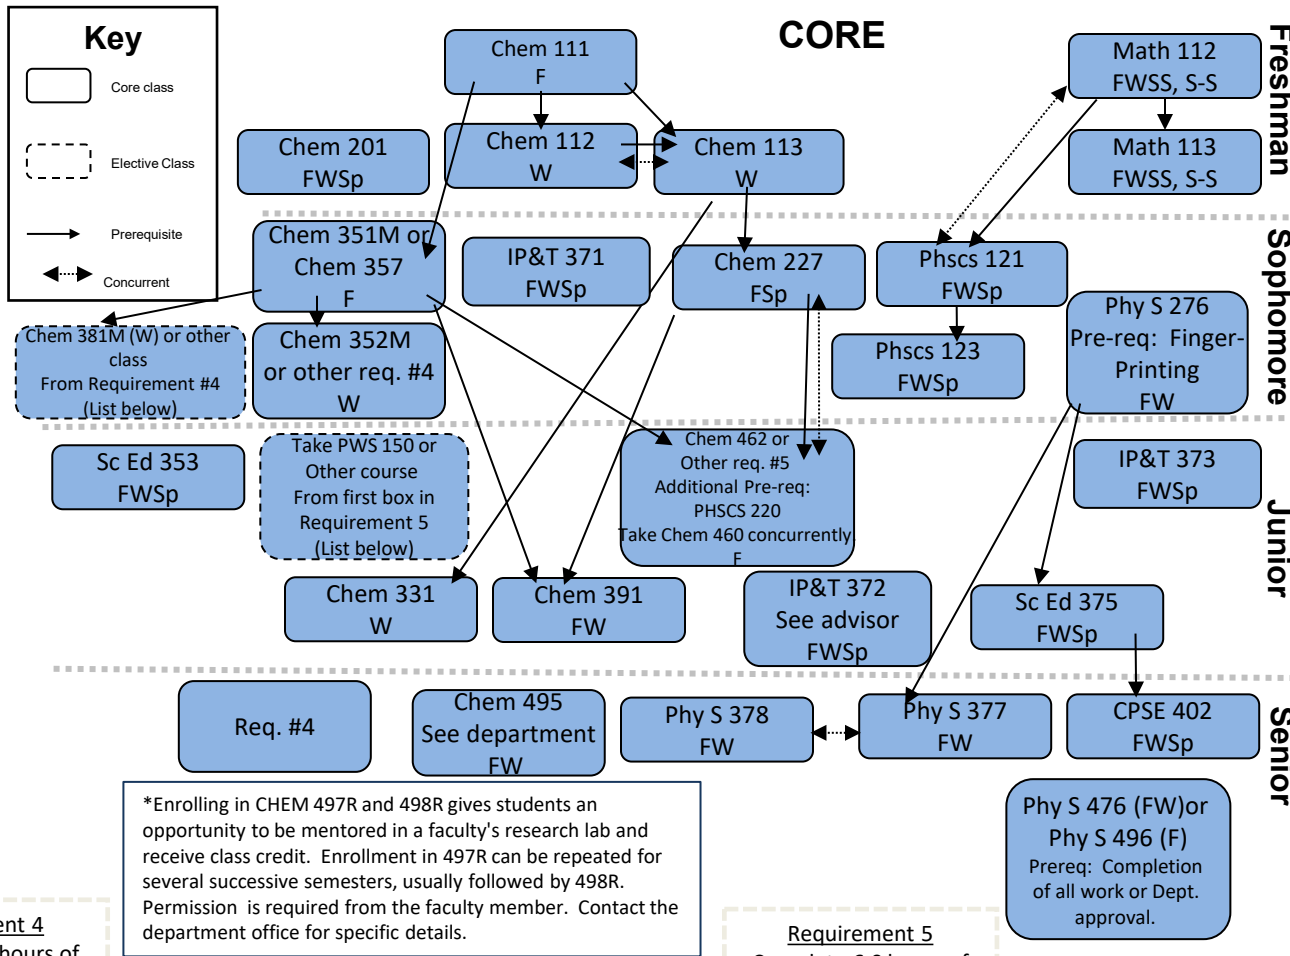 Key
Core class
Elective Class
Prerequisite
Concurrent
CORE
Freshman
Chem 111
F
Math 112
FWSS, S-S
Chem 201
FWSp
Chem 112
W
Chem 113
W
Math 113
FWSS, S-S
Sophomore
Chem 351M or
Chem 357
F
IP&T 371
FWSp
Chem 227
FSp
Phscs 121
FWSp
Phy S 276
Pre-req: Finger-
Printing
FW
Chem 381M (W) or other
class
From Requirement #4
(List below)
Chem 352M
or other req. #4
W
Phscs 123
FWSp
Junior
Sc Ed 353
FWSp
Take PWS 150 or
Other course
From first box in
Requirement 5
(List below)
Chem 462 or
Other req. #5
Additional Pre-req:
PHSCS 220
Take Chem 460 concurrently
F
IP&T 373
FWSp
Chem 331
W
Chem 391
FW
IP&T 372
See advisor
FWSp
Sc Ed 375
FWSp
Senior
Req. #4
Chem 495
See department
FW
Phy S 378
FW
Phy S 377
FW
CPSE 402
FWSp
*Enrolling in CHEM 497R and 498R gives students an
opportunity to be mentored in a faculty's research lab and
receive class credit. Enrollment in 497R can be repeated for
several successive semesters, usually followed by 498R.
Permission is required from the faculty member. Contact the
department office for specific details.
Phy S 476 (FW)or
Phy S 496 (F)
Prereq: Completion
of all work or Dept.
approval.
ent 4
hours of
Requirement 5